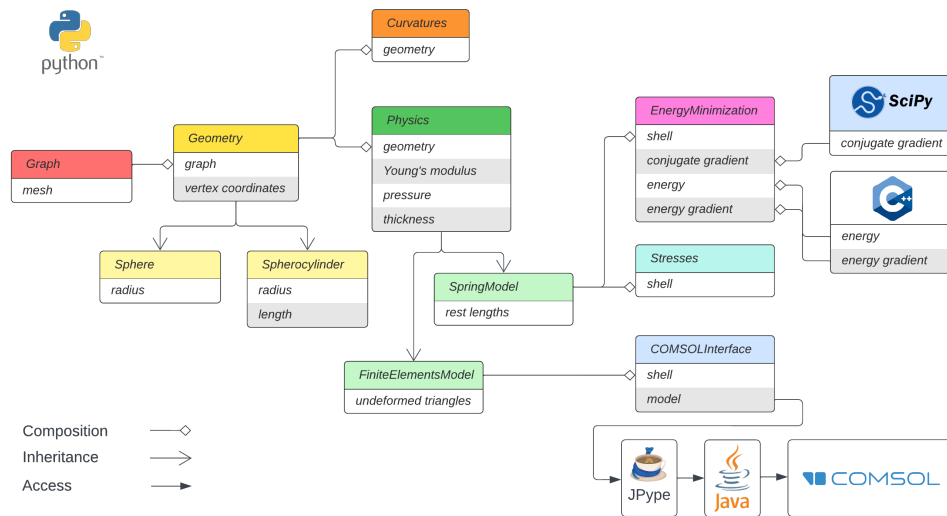 python™
Curvatures
geometry
Physics
geometry
Young's modulus
pressure
thickness
Geometry
graph
vertex coordinates
Graph
mesh
Sphere
radius
Spherocylinder
radius
length
SpringModel
rest lengths
FiniteElementsModel
undeformed triangles
EnergyMinimization
shell
conjugate gradient
energy
energy gradient
SciPy
conjugate gradient
C++
energy
energy gradient
Stresses
shell
COMSOLInterface
shell
model
JPype
Java
COMSOL
Composition
Inheritance
Access